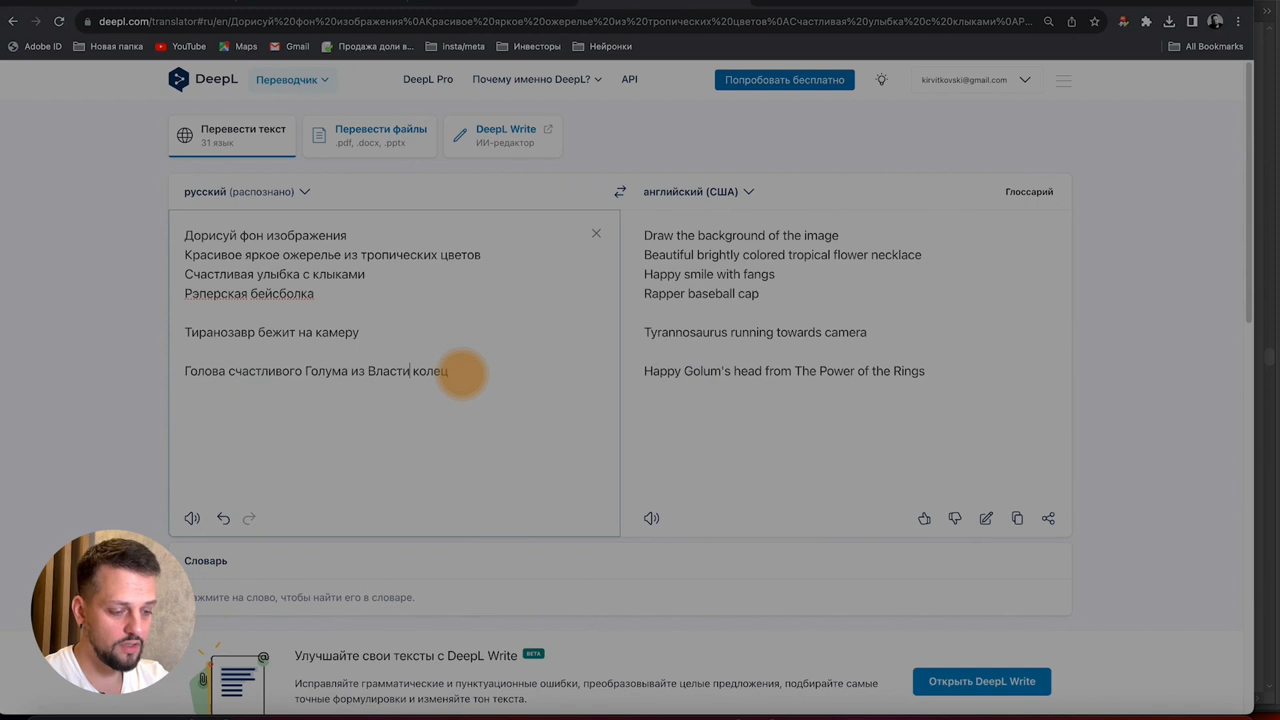 deepl.com/translator#ru/en/Дорисуй%20фон%20изображения%0AКрасивое%20яркое%20ожерелье%20из%20тропических%20цветов%0AСчастливая%20улыбка%20с%20клыками%0AР...
Adobe ID Новая папка YouTube Maps Gmail Продажа доли в... insta/meta Инвесторы Нейронки All Bookmarks
DeepL Переводчик DeepL Pro Почему именно DeepL? API Попробовать бесплатно kirvitkovski@gmail.com
Перевести текст
31 язык
Перевести файлы
.pdf, .docx, .pptx
DeepL Write
ИИ-редактор
русский (распознано)
английский (США) Глоссарий
Дорисуй фон изображения
Красивое яркое ожерелье из тропических цветов
Счастливая улыбка с клыками
Рэперская бейсболка
Тиранозавр бежит на камеру
Голова счастливого Голума из Власти колец
Draw the background of the image
Beautiful brightly colored tropical flower necklace
Happy smile with fangs
Rapper baseball cap
Tyrannosaurus running towards camera
Happy Golum's head from The Power of the Rings
Словарь
жмите на слово, чтобы найти его в словаре.
Улучшайте свои тексты с DeepL Write BETA
Исправляйте грамматические и пунктуационные ошибки, преобразовывайте целые предложения, подбирайте самые
точные формулировки и изменяйте тон текста.
Открыть DeepL Write